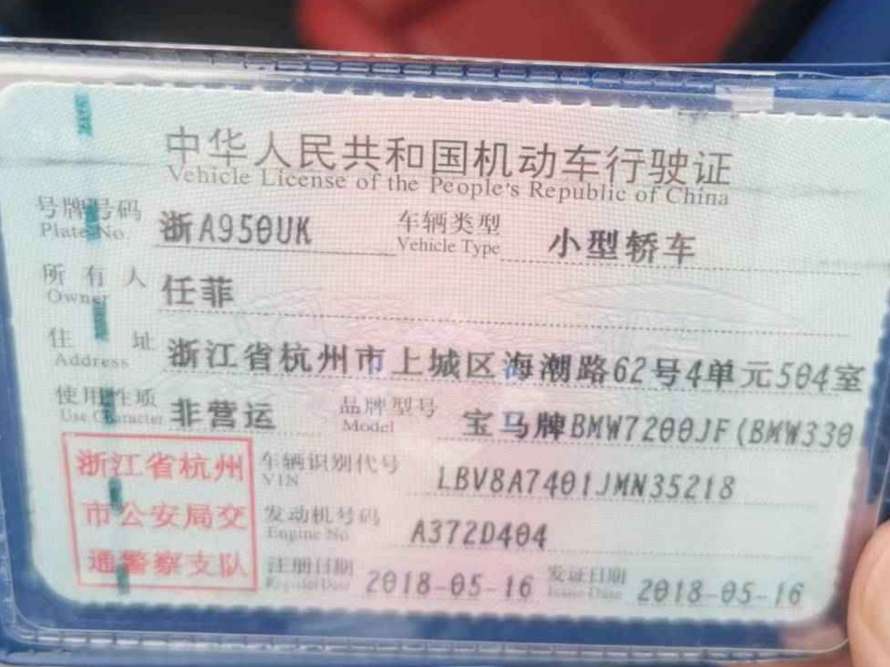 中华人民共和国机动车行驶证
Vehicle License of the People's Republic of China
号牌号码 浙A950UK 车辆类型 小型轿车
Plate No. Vehicle Type
所有人 任菲
Owner
住址 浙江省杭州市上城区海潮路62号4单元504室
Address
使用性质 非营运 品牌型号 宝马牌BMW7200JF(BMW330
Use Character Model
浙江省杭州
市公安局交
通警察支队
车辆识别代号 LBV8A7401JMN35218
VIN
发动机号码 A372D404
Engine No.
注册日期 2018-05-16 发证日期 2018-05-16
Register Date Issue Date